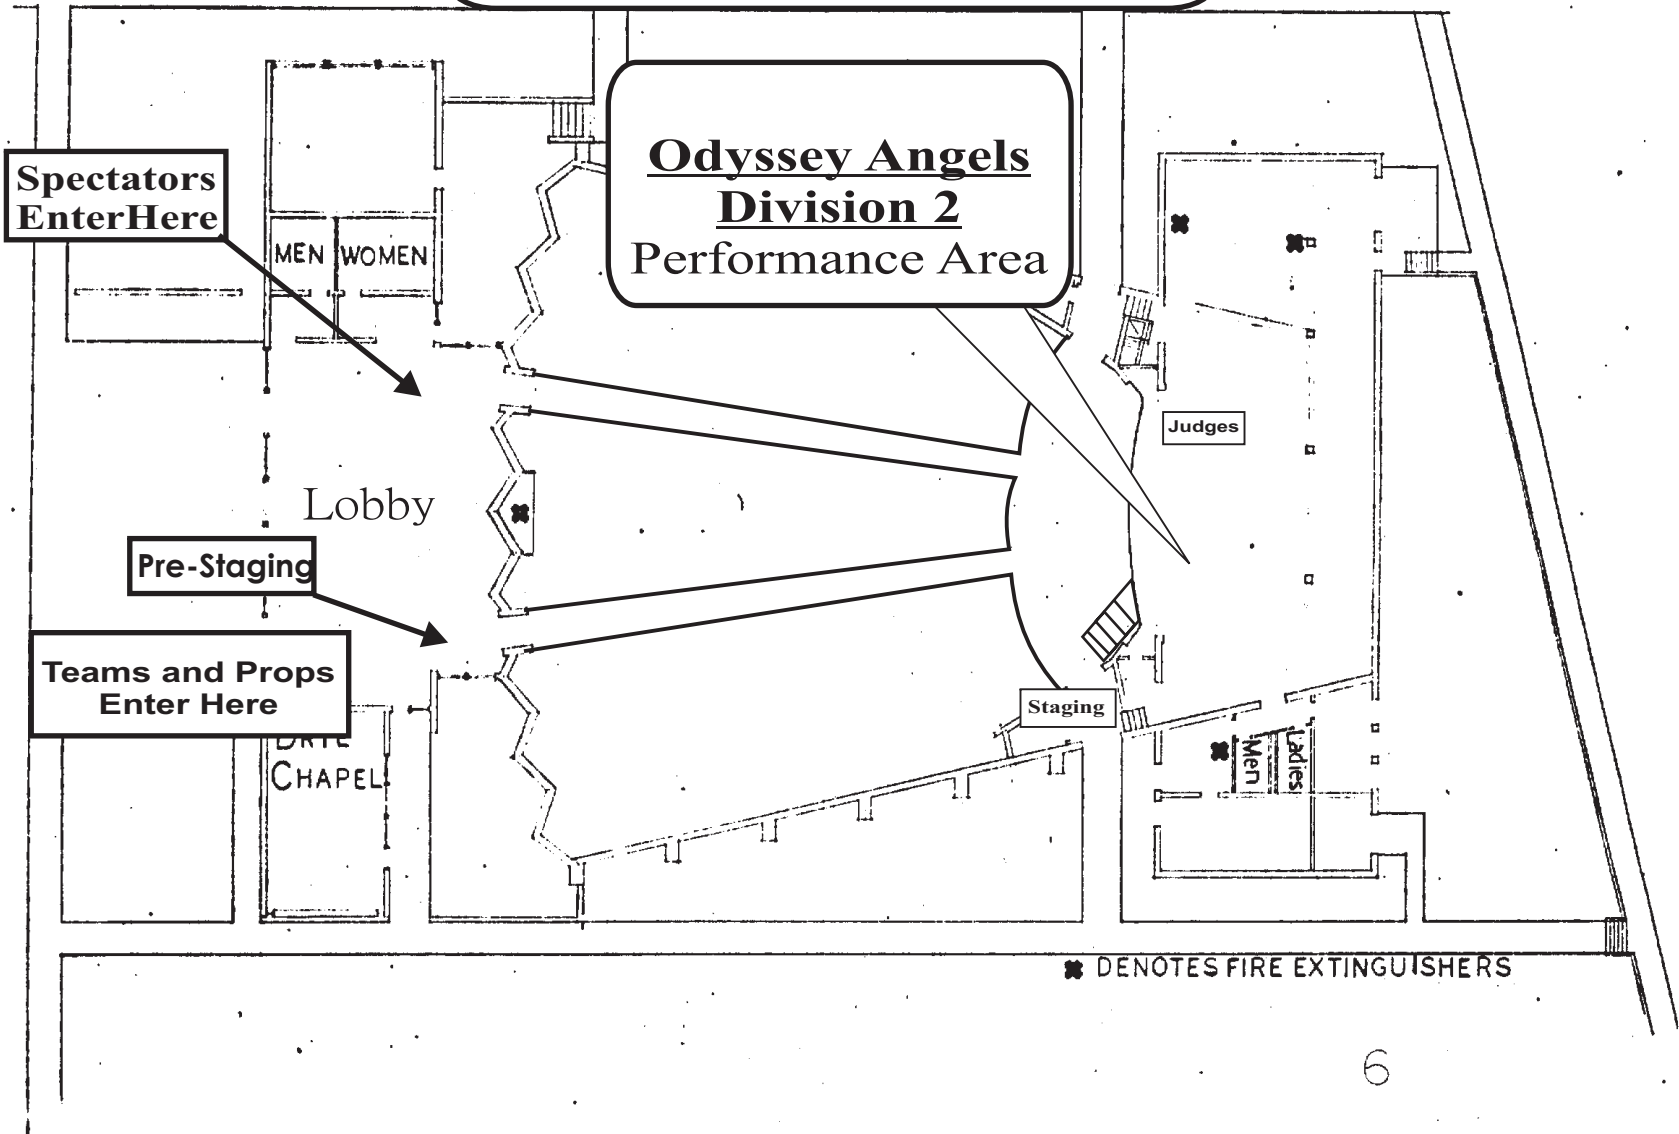 Odyssey Angels
Division 2
Performance Area
Spectators
EnterHere
MEN
WOMEN
Judges
Lobby
Pre-Staging
Teams and Props
Enter Here
Staging
CHAPEL
Men
Ladies
DENOTES FIRE EXTINGUISHERS
6